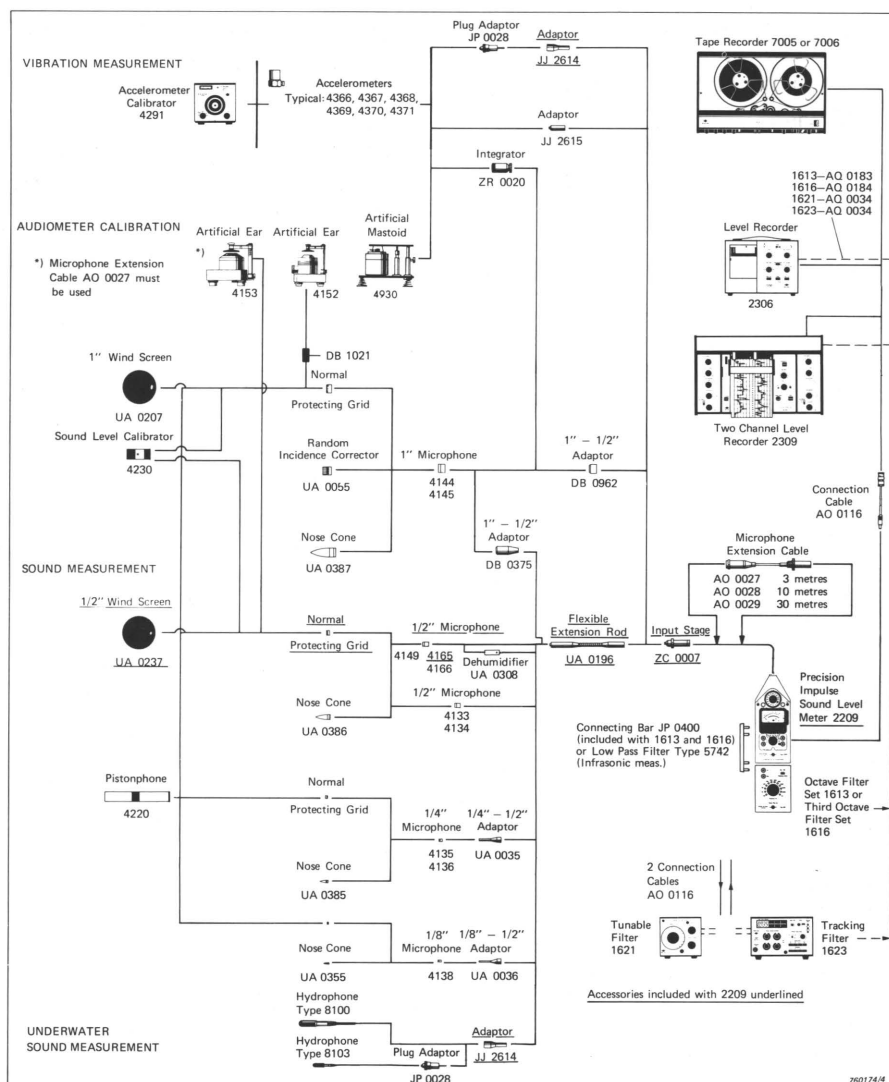 Plug Adaptor
JP 0028
Adaptor
JJ 2614
Tape Recorder 7005 or 7006
VIBRATION MEASUREMENT
Accelerometer
Calibrator
4291
Accelerometers
Typical: 4366, 4367, 4368,
4369, 4370, 4371
Adaptor
JJ 2615
Integrator
ZR 0020
1613–AQ 0183
1616–AQ 0184
1621–AQ 0034
1623–AQ 0034
AUDIOMETER CALIBRATION
*) Microphone Extension
Cable AO 0027 must
be used
Artificial Ear
*)
4153
Artificial Ear
4152
Artificial
Mastoid
4930
Level Recorder
2306
DB 1021
1'' Wind Screen
UA 0207
Normal
Protecting Grid
Sound Level Calibrator
4230
Random
Incidence Corrector
UA 0055
1'' Microphone
4144
4145
1'' – 1/2''
Adaptor
DB 0962
Two Channel Level
Recorder 2309
Connection
Cable
AO 0116
Nose Cone
UA 0387
1'' – 1/2''
Adaptor
DB 0375
Microphone
Extension Cable
AO 0027 3 metres
AO 0028 10 metres
AO 0029 30 metres
SOUND MEASUREMENT
1/2'' Wind Screen
UA 0237
Normal
Protecting Grid
1/2'' Microphone
4149 4165
4166
Dehumidifier
UA 0308
Flexible
Extension Rod
UA 0196
Input Stage
ZC 0007
Nose Cone
UA 0386
1/2'' Microphone
4133
4134
Precision
Impulse
Sound Level
Meter 2209
Connecting Bar JP 0400
(included with 1613 and 1616)
or Low Pass Filter Type 5742
(Infrasonic meas.)
Pistonphone
4220
Normal
Protecting Grid
1/4''
Microphone
4135
4136
1/4'' – 1/2''
Adaptor
UA 0035
Octave Filter
Set 1613 or
Third Octave
Filter Set
1616
Nose Cone
UA 0385
2 Connection
Cables
AO 0116
Nose Cone
UA 0355
1/8''
Microphone
4138
1/8'' – 1/2''
Adaptor
UA 0036
Tunable
Filter
1621
Tracking
Filter
1623
Accessories included with 2209 underlined
UNDERWATER
SOUND MEASUREMENT
Hydrophone
Type 8100
Hydrophone
Type 8103
Plug Adaptor
JP 0028
Adaptor
JJ 2614
760174/4